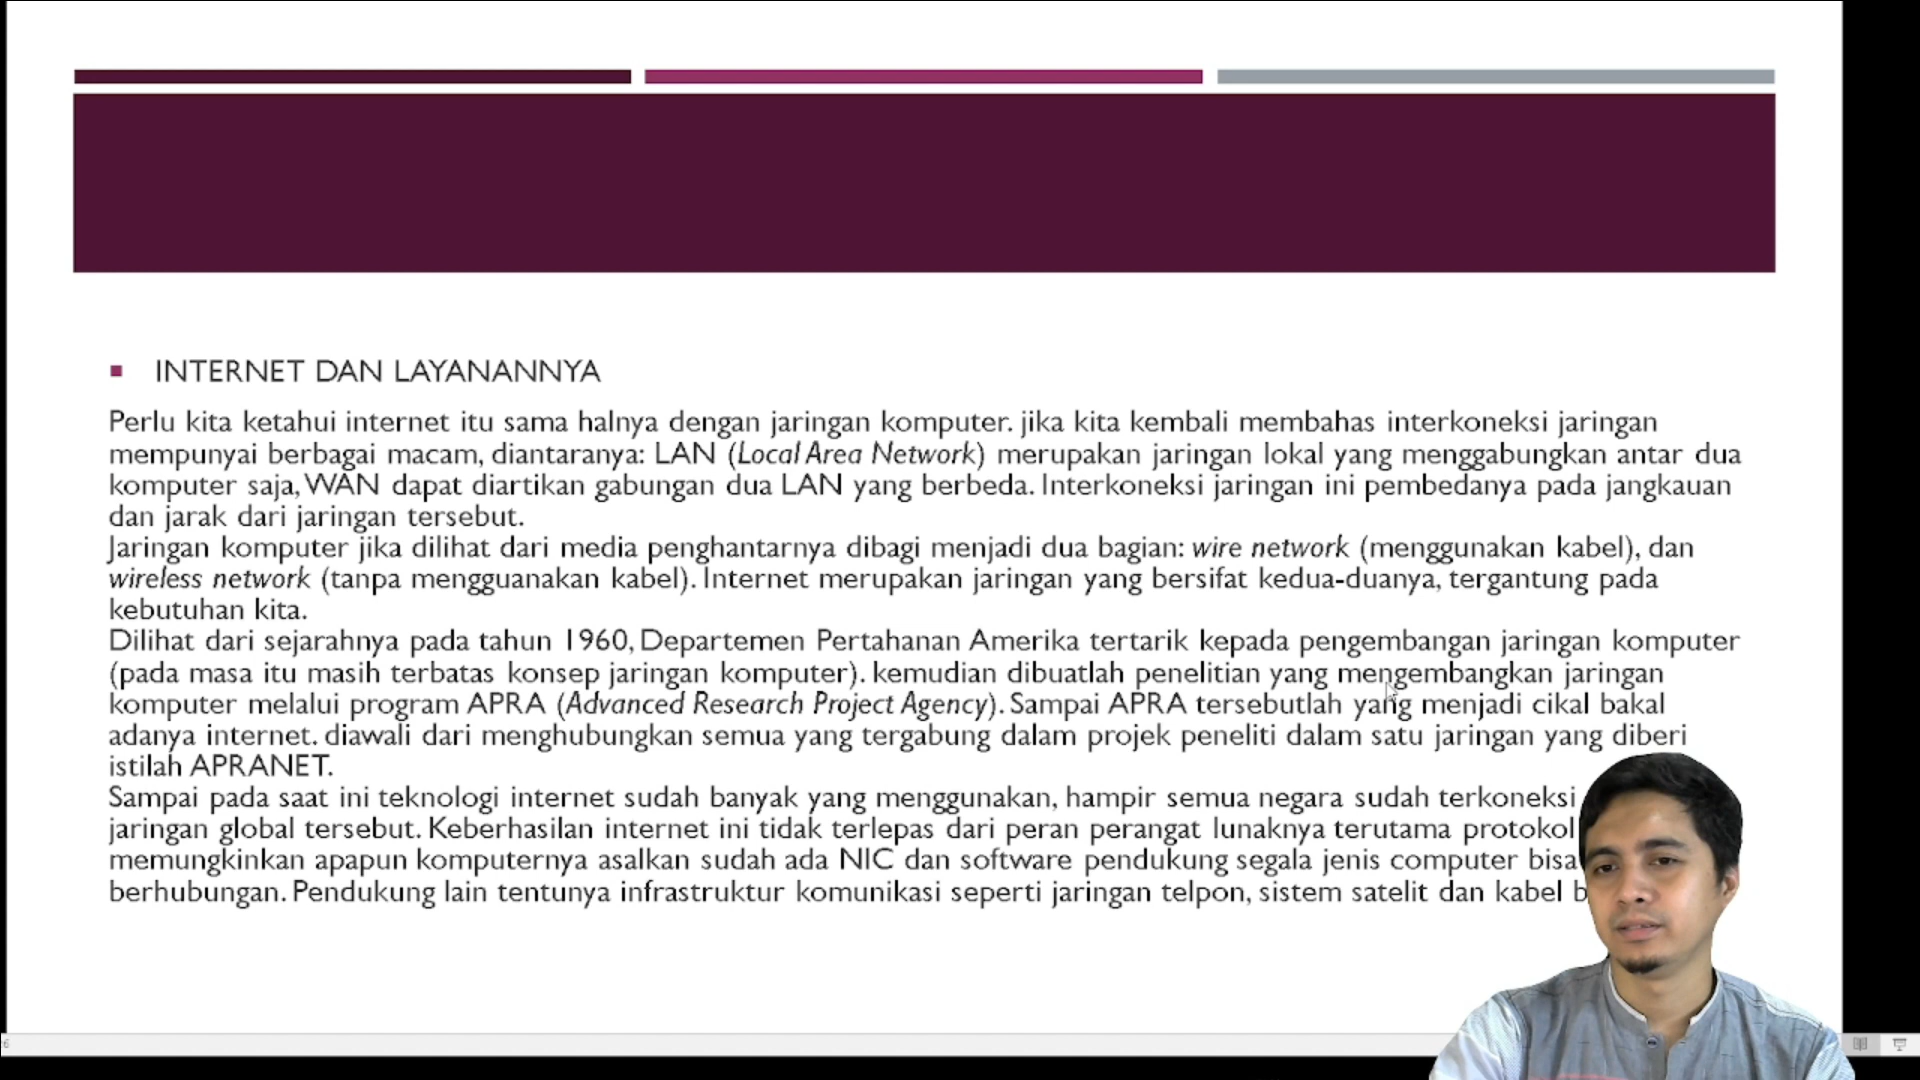 INTERNET DAN LAYANANNYA
Perlu kita ketahui internet itu sama halnya dengan jaringan komputer. jika kita kembali membahas interkoneksi jaringan
mempunyai berbagai macam, diantaranya: LAN (Local Area Network) merupakan jaringan lokal yang menggabungkan antar dua
komputer saja, WAN dapat diartikan gabungan dua LAN yang berbeda. Interkoneksi jaringan ini pembedanya pada jangkauan
dan jarak dari jaringan tersebut.
Jaringan komputer jika dilihat dari media penghantarnya dibagi menjadi dua bagian: wire network (menggunakan kabel), dan
wireless network (tanpa mengguanakan kabel). Internet merupakan jaringan yang bersifat kedua-duanya, tergantung pada
kebutuhan kita.
Dilihat dari sejarahnya pada tahun 1960, Departemen Pertahanan Amerika tertarik kepada pengembangan jaringan komputer
(pada masa itu masih terbatas konsep jaringan komputer). kemudian dibuatlah penelitian yang mengembangkan jaringan
komputer melalui program APRA (Advanced Research Project Agency). Sampai APRA tersebutlah yang menjadi cikal bakal
adanya internet. diawali dari menghubungkan semua yang tergabung dalam projek peneliti dalam satu jaringan yang diberi
istilah APRANET.
Sampai pada saat ini teknologi internet sudah banyak yang menggunakan, hampir semua negara sudah terkoneksi
jaringan global tersebut. Keberhasilan internet ini tidak terlepas dari peran perangat lunaknya terutama protokol
memungkinkan apapun komputernya asalkan sudah ada NIC dan software pendukung segala jenis computer bisa
berhubungan. Pendukung lain tentunya infrastruktur komunikasi seperti jaringan telpon, sistem satelit dan kabel